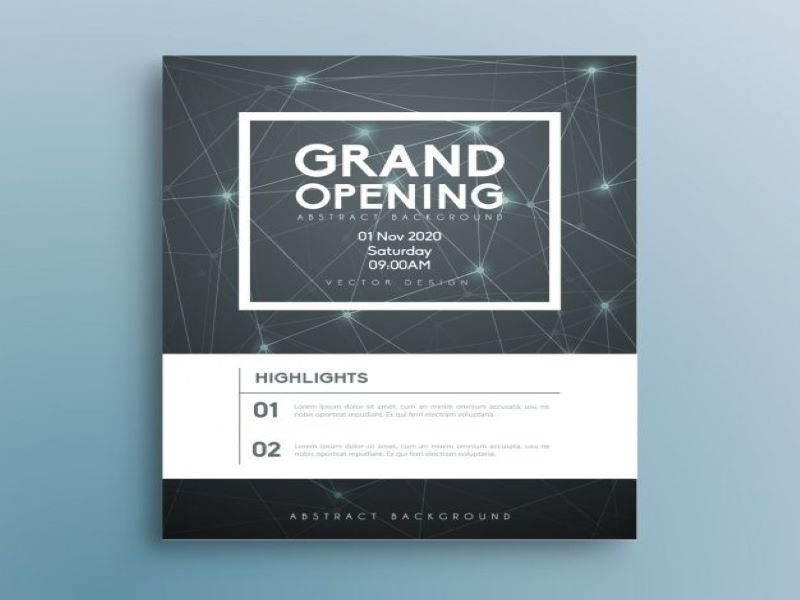 GRAND
OPENING
ABSTRACT BACKGROUND
01 Nov 2020
Saturday
09:00AM
VECTOR DESIGN
HIGHLIGHTS
01
Lorem ipsum dolor sit amet, cum an minim omnium accusata, usu ne
nobis oporteat repudiare. Ex qui ferri electram voluptaria.
02
Lorem ipsum dolor sit amet, cum an minim omnium accusata, usu ne
nobis oporteat repudiare. Ex qui ferri electram voluptaria.
ABSTRACT BACKGROUND